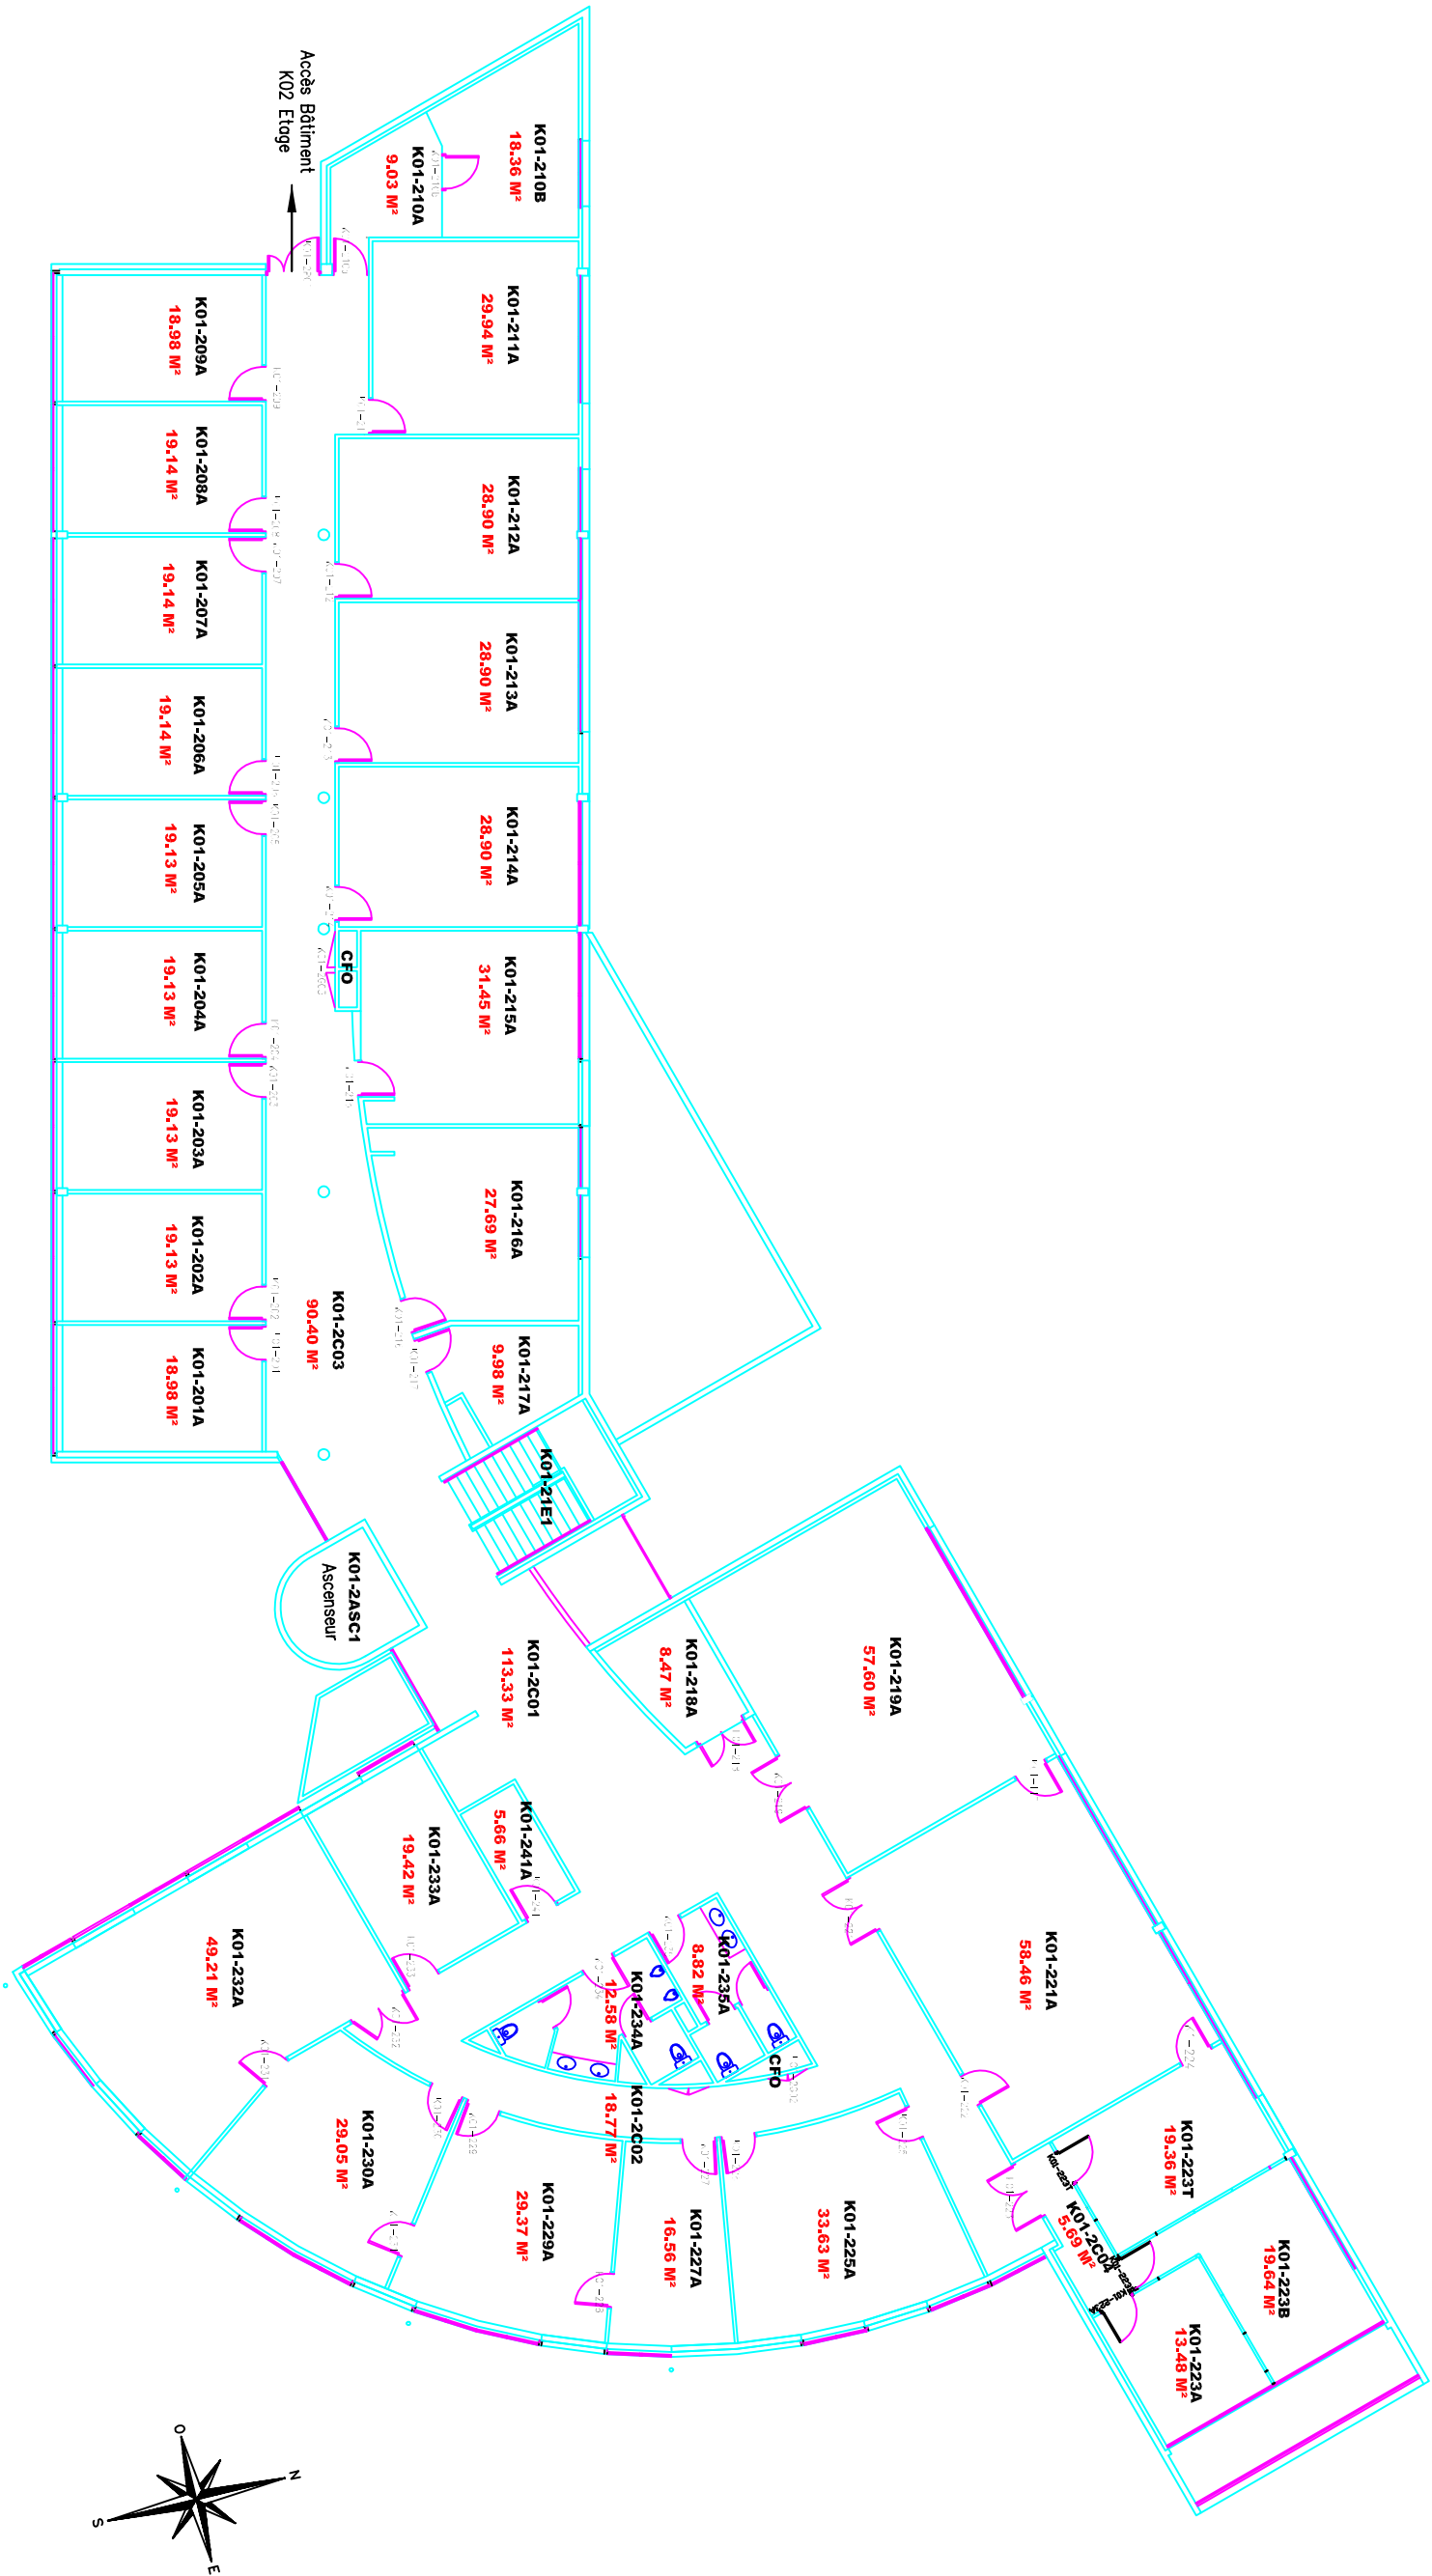 Accès Bâtiment
K02 Etage
K01-210B
18.36 M²
K01-210A
9.03 M²
K01-211A
29.94 M²
K01-212A
28.90 M²
K01-213A
28.90 M²
K01-214A
28.90 M²
CFO
K01-215A
31.45 M²
K01-216A
27.69 M²
K01-217A
9.98 M²
K01-21E1
K01-209A
18.98 M²
K01-208A
19.14 M²
K01-207A
19.14 M²
K01-206A
19.14 M²
K01-205A
19.13 M²
K01-204A
19.13 M²
K01-203A
19.13 M²
K01-202A
19.13 M²
K01-201A
18.98 M²
K01-2C03
90.40 M²
K01-2ASC1
Ascenseur
K01-2C01
113.33 M²
K01-218A
8.47 M²
K01-219A
57.60 M²
K01-221A
58.46 M²
K01-241A
5.66 M²
K01-233A
19.42 M²
K01-232A
49.21 M²
K01-235A
8.82 M²
K01-234A
12.58 M²
CFO
K01-2C02
18.77 M²
K01-230A
29.05 M²
K01-229A
29.37 M²
K01-227A
16.56 M²
K01-225A
33.63 M²
K01-223T
19.36 M²
K01-223T
K01-2C04
5.69 M²
K01-223B
19.64 M²
K01-223A
13.48 M²
N
O
S
E